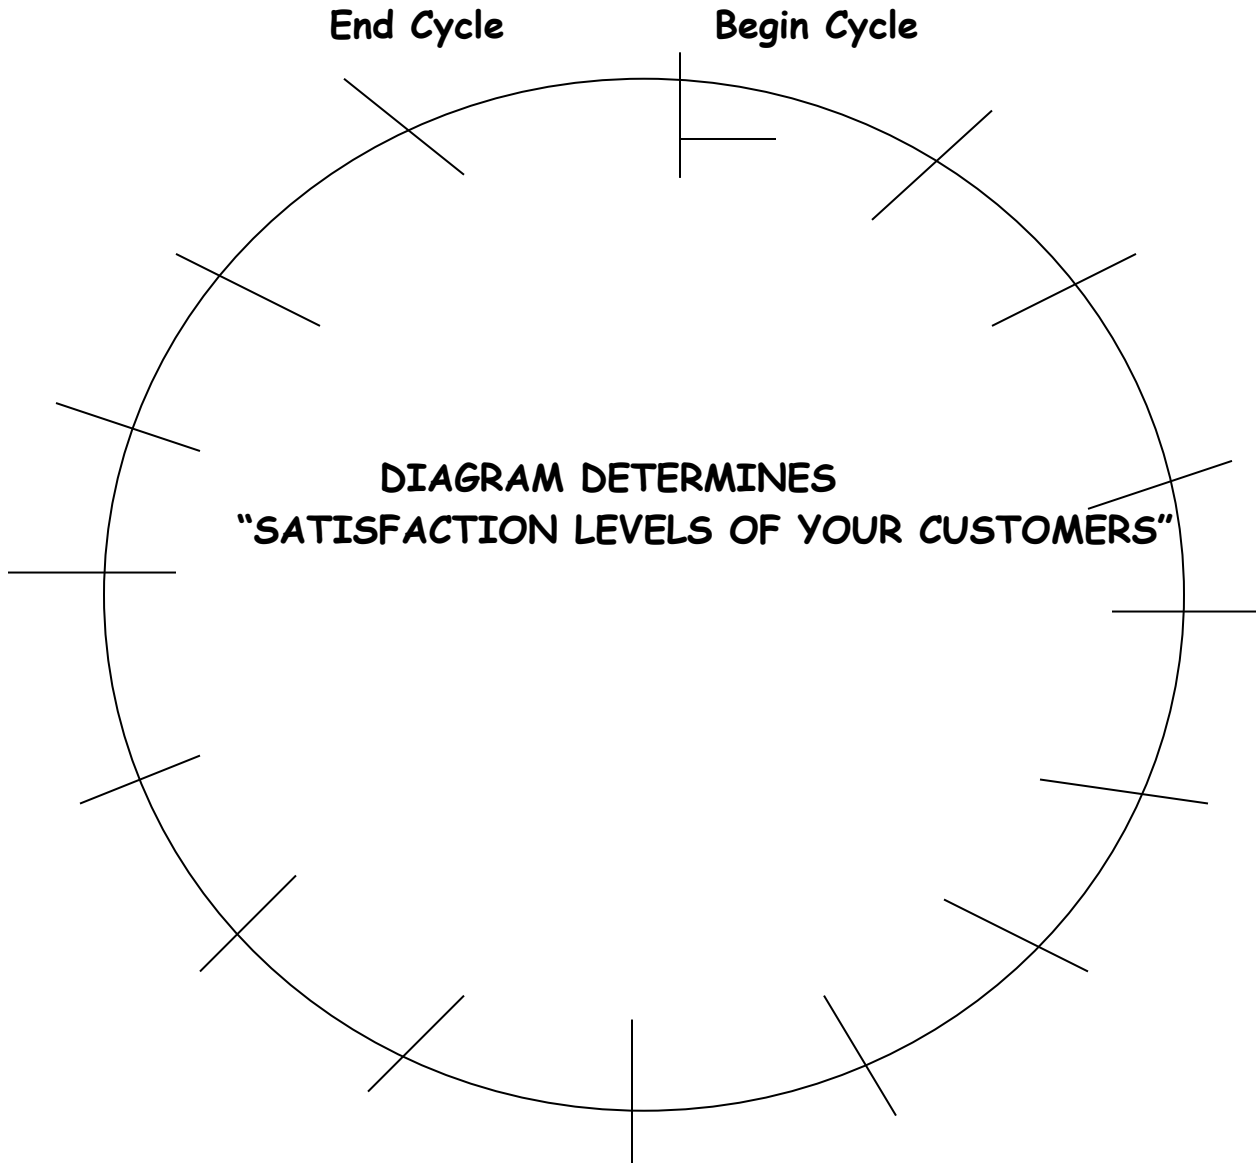 End Cycle Begin Cycle
DIAGRAM DETERMINES
“SATISFACTION LEVELS OF YOUR CUSTOMERS”